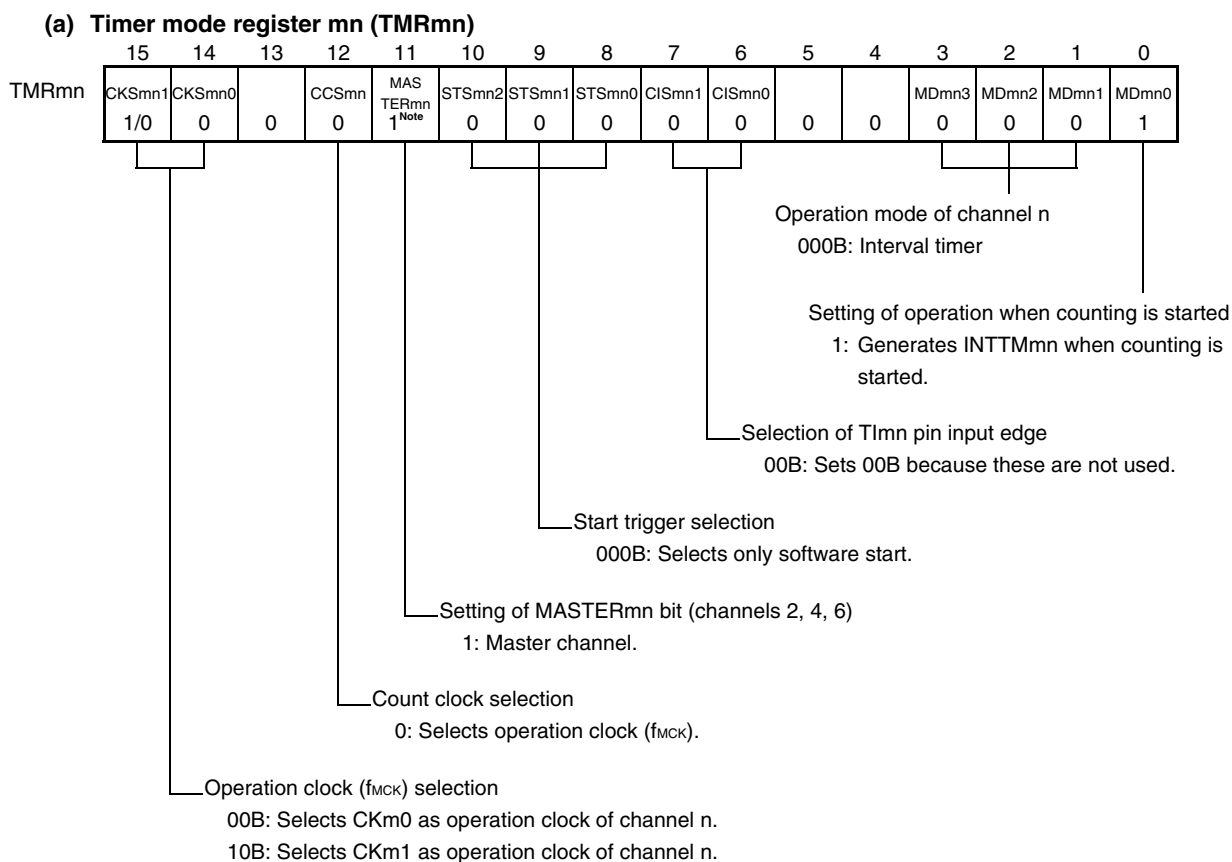 (a) Timer mode register mn (TMRmn)
15 14 13 12 11 10 9 8 7 6 5 4 3 2 1 0
TMRmn CKSmn1 CKSmn0 CCSmn MAS TERmn STSmn2 STSmn1 STSmn0 CISmn1 CISmn0 MDmn3 MDmn2 MDmn1 MDmn0
1/0 0 0 0 1Note 0 0 0 0 0 0 0 0 0 0 1
Operation mode of channel n
000B: Interval timer
Setting of operation when counting is started
1: Generates INTTMmn when counting is
started.
Selection of TImn pin input edge
00B: Sets 00B because these are not used.
Start trigger selection
000B: Selects only software start.
Setting of MASTERmn bit (channels 2, 4, 6)
1: Master channel.
Count clock selection
0: Selects operation clock (fMCK).
Operation clock (fMCK) selection
00B: Selects CKm0 as operation clock of channel n.
10B: Selects CKm1 as operation clock of channel n.